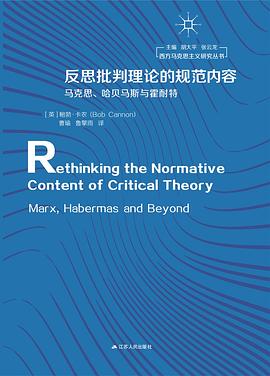 主编 胡大平 张云龙
西方马克思主义研究丛书
反思批判理论的规范内容
马克思、哈贝马斯与霍耐特
[英] 鲍勃·卡农 (Bob Cannon)
曹瑜 鲁擎雨 译
Rethinking the Normative
Content of Critical Theory
Marx, Habermas and Beyond
江苏人民出版社